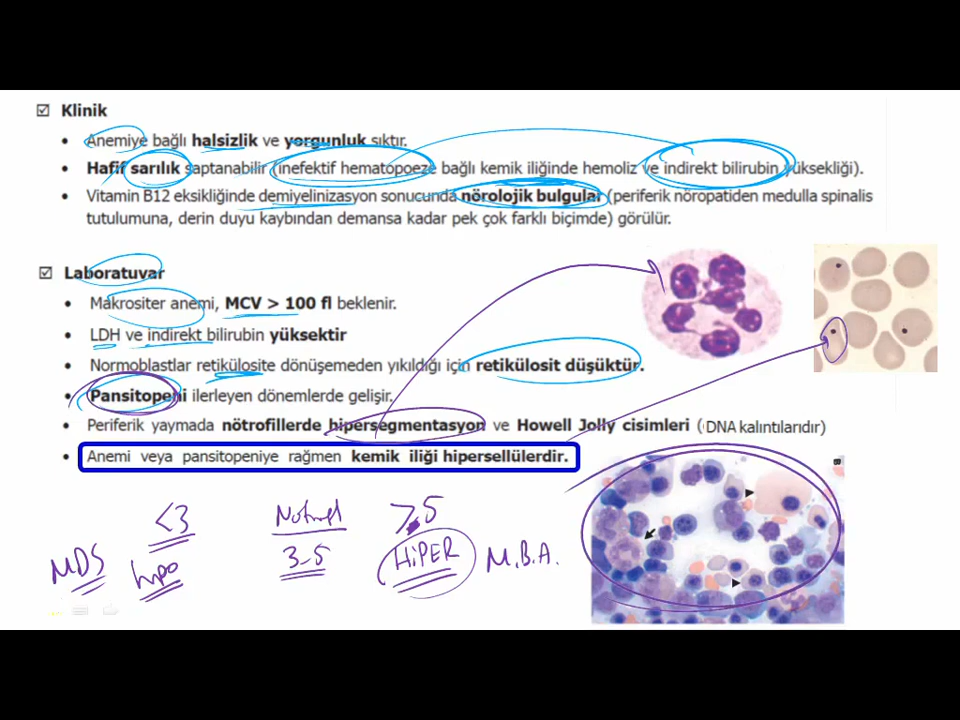 Klinik
Anemiye bağlı halsizlik ve yorgunluk sıktır.
Hafif sarılık saptanabilir (inefektif hematopoeze bağlı kemik iliğinde hemoliz ve indirekt bilirubin yüksekliği).
Vitamin B12 eksikliğinde demiyelinizasyon sonucunda nörolojik bulgular (periferik nöropatiden medulla spinalis
tutulumuna, derin duyu kaybından demansa kadar pek çok farklı biçimde) görülür.
Laboratuvar
Makrositer anemi, MCV > 100 fl beklenir.
LDH ve indirekt bilirubin yüksektir
Normoblastlar retikülosite dönüşemeden yıkıldığı için retikülosit düşüktür.
Pansitopeni ilerleyen dönemlerde gelişir.
Periferik yaymada nötrofillerde hipersegmentasyon ve Howell Jolly cisimleri (DNA kalıntılarıdır)
Anemi veya pansitopeniye rağmen kemik iliği hipersellülerdir.
<3 Normal >5
MDS hipo 3-5 HiPER M.B.A.